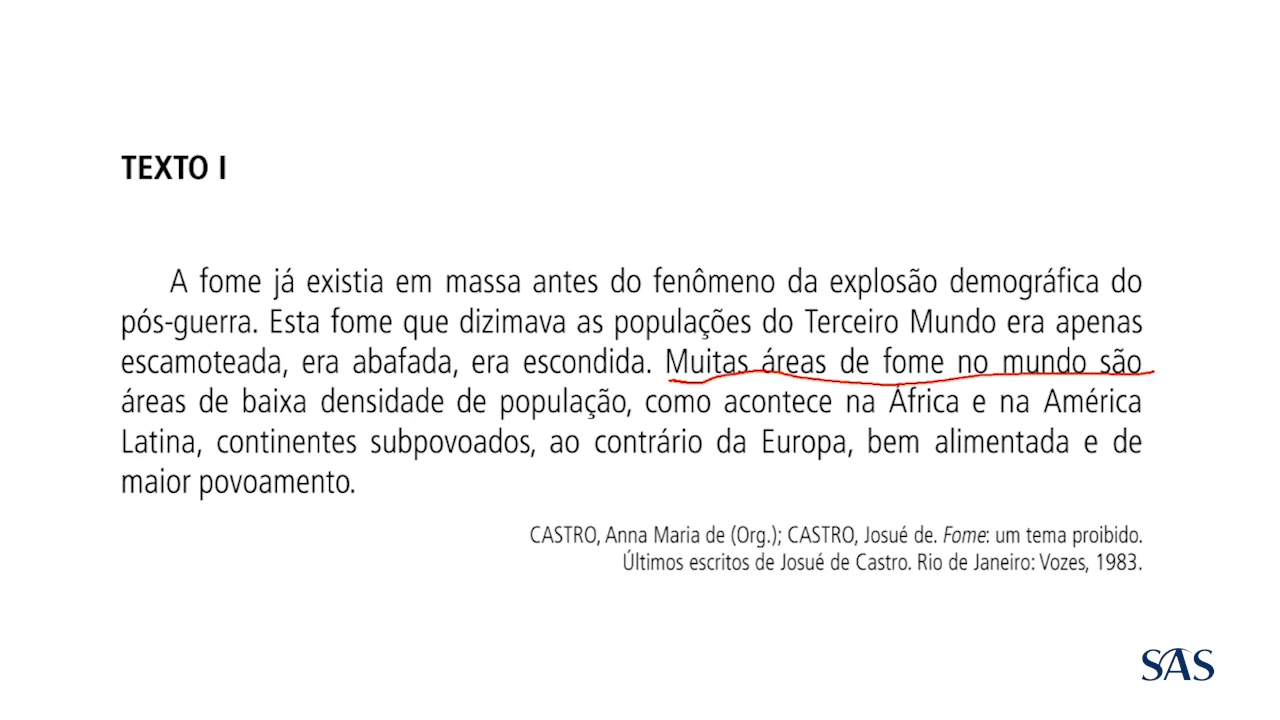 TEXTO I
A fome já existia em massa antes do fenômeno da explosão demográfica do
pós-guerra. Esta fome que dizimava as populações do Terceiro Mundo era apenas
escamoteada, era abafada, era escondida. Muitas áreas de fome no mundo são
áreas de baixa densidade de população, como acontece na África e na América
Latina, continentes subpovoados, ao contrário da Europa, bem alimentada e de
maior povoamento.
CASTRO, Anna Maria de (Org.); CASTRO, Josué de. Fome: um tema proibido.
Últimos escritos de Josué de Castro. Rio de Janeiro: Vozes, 1983.
SAS